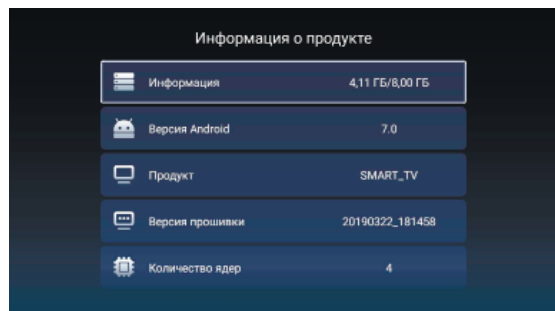 Информация о продукте
Информация 4,11 ГБ/8,00 ГБ
Версия Android 7.0
Продукт SMART_TV
Версия прошивки 20190322_181458
Количество ядер 4